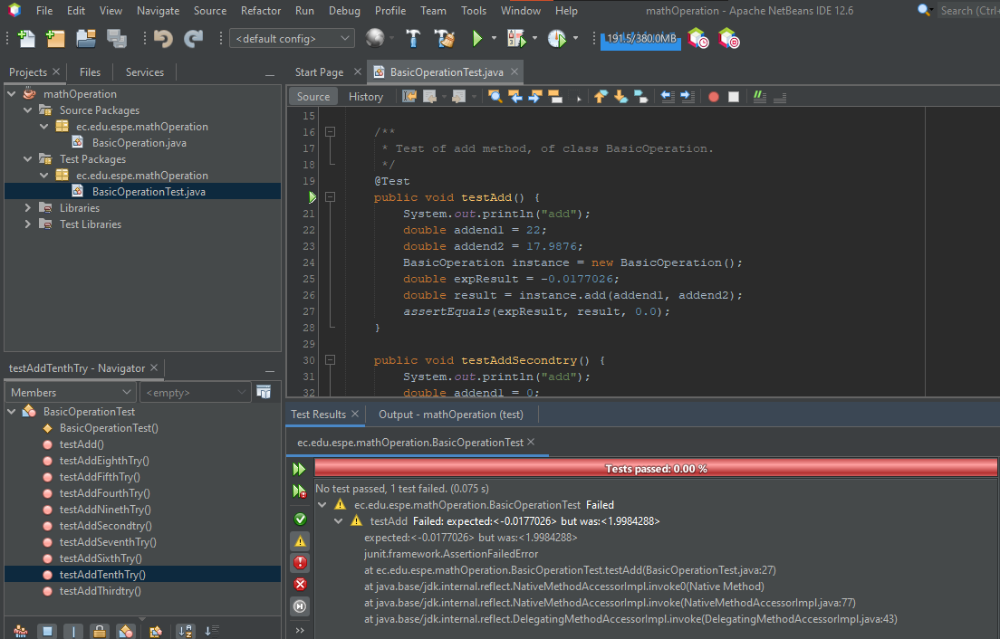 File Edit View Navigate Source Refactor Run Debug Profile Team Tools Window Help mathOperation - Apache NetBeans IDE 12.6 Search (Ctrl+
<default config> 191.5/380.0MB
Projects Files Services
mathOperation
Source Packages
ec.edu.espe.mathOperation
BasicOperation.java
Test Packages
ec.edu.espe.mathOperation
BasicOperationTest.java
Libraries
Test Libraries
testAddTenthTry - Navigator
Members <empty>
BasicOperationTest
BasicOperationTest()
testAdd()
testAddEighthTry()
testAddFifthTry()
testAddFourthTry()
testAddNinethTry()
testAddSecondtry()
testAddSeventhTry()
testAddSixthTry()
testAddTenthTry()
testAddThirdtry()
Start Page BasicOperationTest.java
Source History
15
16 /**
17 * Test of add method, of class BasicOperation.
18 */
19 @Test
public void testAdd() {
21 System.out.println("add");
22 double addend1 = 22;
23 double addend2 = 17.9876;
24 BasicOperation instance = new BasicOperation();
25 double expResult = -0.0177026;
26 double result = instance.add(addend1, addend2);
27 assertEquals(expResult, result, 0.0);
28 }
29
30 public void testAddSecondtry() {
31 System.out.println("add");
32 double addend1 = 0;
Test Results Output - mathOperation (test)
ec.edu.espe.mathOperation.BasicOperationTest
Tests passed: 0.00 %
No test passed, 1 test failed. (0.075 s)
ec.edu.espe.mathOperation.BasicOperationTest Failed
testAdd Failed: expected:<-0.0177026> but was:<1.9984288>
expected:<-0.0177026> but was:<1.9984288>
junit.framework.AssertionFailedError
at ec.edu.espe.mathOperation.BasicOperationTest.testAdd(BasicOperationTest.java:27)
at java.base/jdk.internal.reflect.NativeMethodAccessorImpl.invoke0(Native Method)
at java.base/jdk.internal.reflect.NativeMethodAccessorImpl.invoke(NativeMethodAccessorImpl.java:77)
at java.base/jdk.internal.reflect.DelegatingMethodAccessorImpl.invoke(DelegatingMethodAccessorImpl.java:43)